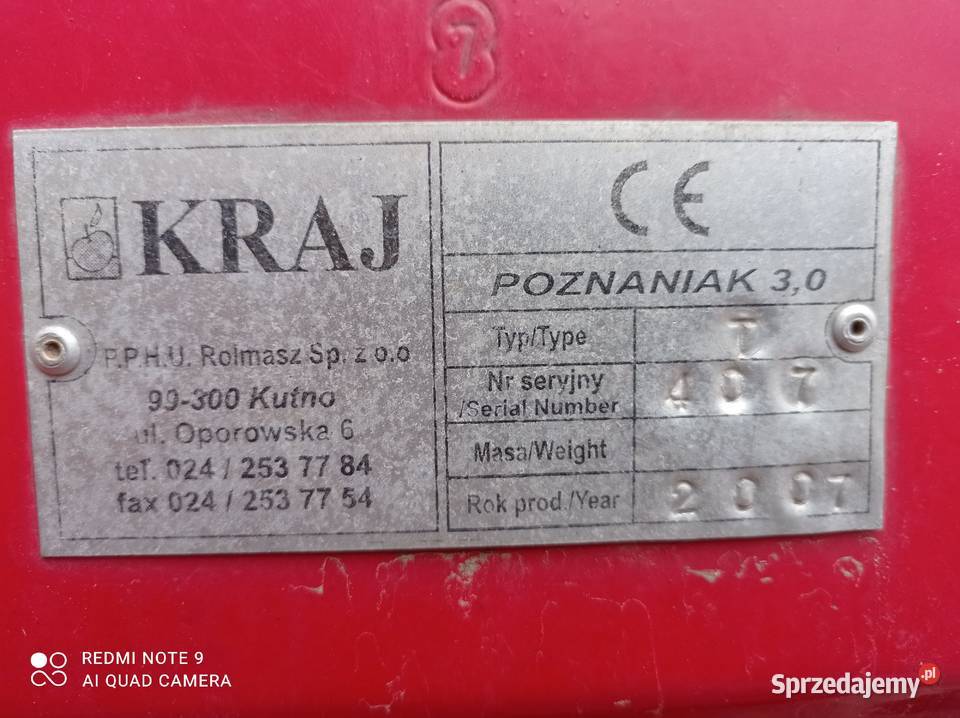 7
KRAJ
P.P.H.U. Rolmasz Sp. z o.o
99-300 Kutno
ul. Oporowska 6
tel. 024 / 253 77 84
fax 024 / 253 77 54
CE
POZNANIAK 3,0
Typ/Type T
Nr seryjny
/Serial Number 407
Masa/Weight
Rok prod./Year 2007
REDMI NOTE 9
AI QUAD CAMERA
Sprzedajemy.pl